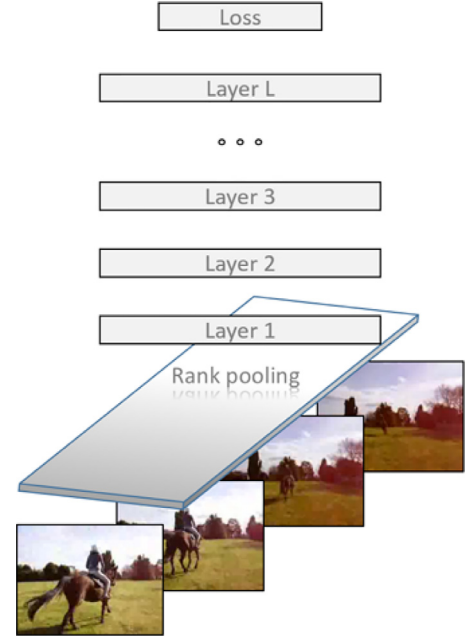 Loss
Layer L
Layer 3
Layer 2
Layer 1
Rank pooling